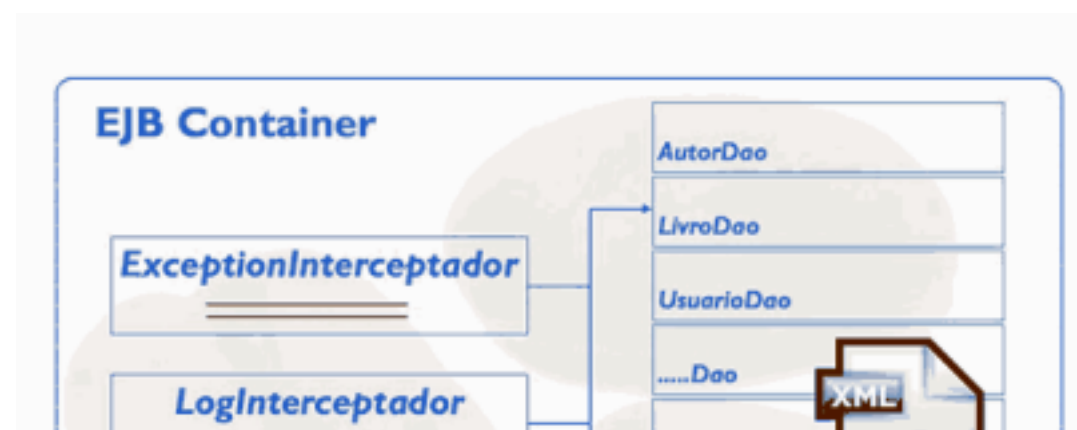 EJB Container
AutorDao
LivroDao
ExceptionInterceptador
UsuarioDao
.....Dao
XML
LogInterceptador